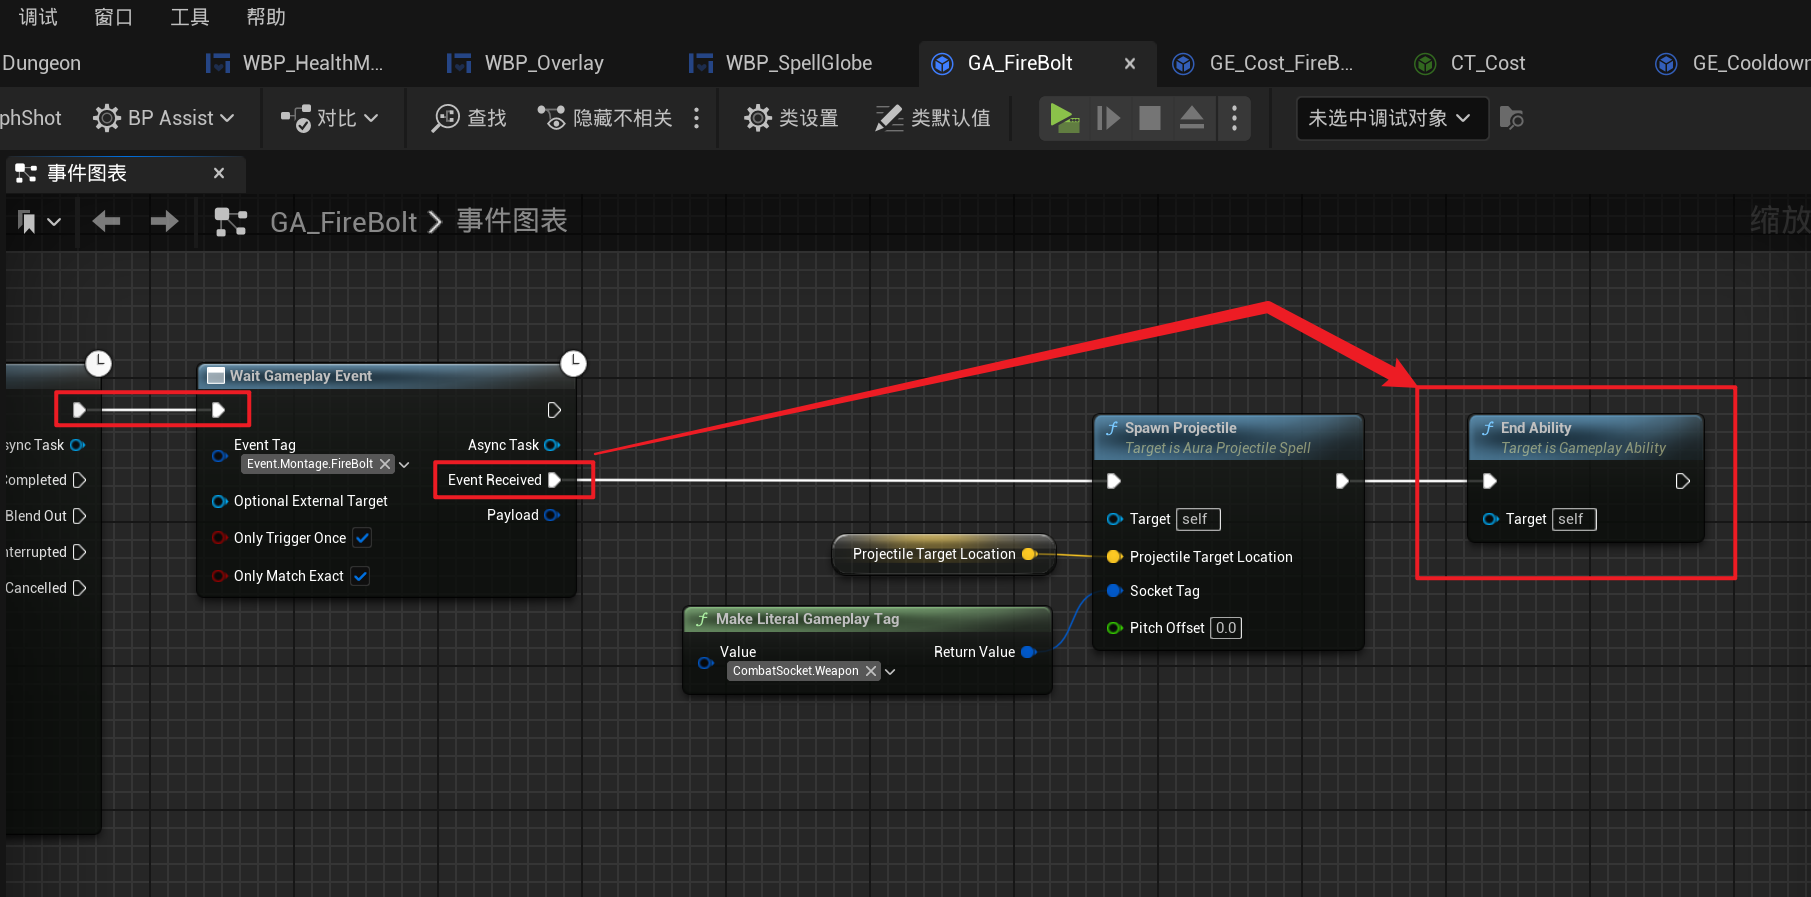 调试 窗口 工具 帮助
Dungeon WBP_HealthM... WBP_Overlay WBP_SpellGlobe GA_FireBolt GE_Cost_FireB... CT_Cost GE_Cooldown
phShot BP Assist 对比 查找 隐藏不相关 类设置 类默认值 未选中调试对象
事件图表
GA_FireBolt 事件图表 缩放
Wait Gameplay Event
sync Task Event Tag Async Task
Event.Montage.FireBolt
Completed Event Received
Optional External Target
Blend Out Payload
Only Trigger Once
nterrupted
Only Match Exact
Cancelled
Spawn Projectile
Target is Aura Projectile Spell
Target self
Projectile Target Location
Projectile Target Location
Socket Tag
Pitch Offset 0.0
Make Literal Gameplay Tag
Value Return Value
CombatSocket.Weapon
End Ability
Target is Gameplay Ability
Target self